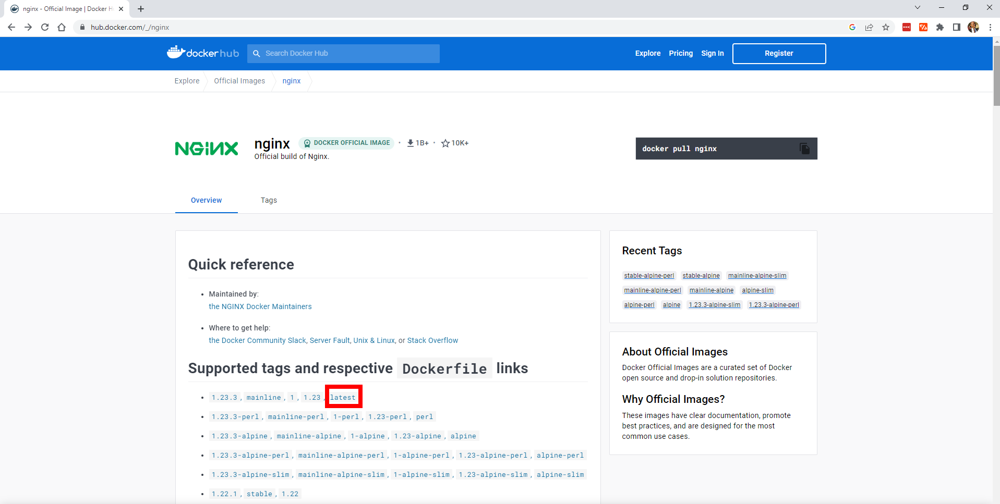 nginx - Official Image | Docker H
hub.docker.com/_/nginx
docker hub
Search Docker Hub
Explore
Pricing
Sign In
Register
Explore
Official Images
nginx
NGINX
nginx
DOCKER OFFICIAL IMAGE
• 1B+ • 10K+
Official build of Nginx.
docker pull nginx
Overview
Tags
Quick reference
• Maintained by:
the NGINX Docker Maintainers
• Where to get help:
the Docker Community Slack, Server Fault, Unix & Linux, or Stack Overflow
Supported tags and respective Dockerfile links
• 1.23.3, mainline, 1, 1.23, latest
• 1.23.3-perl, mainline-perl, 1-perl, 1.23-perl, perl
• 1.23.3-alpine, mainline-alpine, 1-alpine, 1.23-alpine, alpine
• 1.23.3-alpine-perl, mainline-alpine-perl, 1-alpine-perl, 1.23-alpine-perl, alpine-perl
• 1.23.3-alpine-slim, mainline-alpine-slim, 1-alpine-slim, 1.23-alpine-slim, alpine-slim
• 1.22.1, stable, 1.22
Recent Tags
stable-alpine-perl stable-alpine mainline-alpine-slim
mainline-alpine-perl mainline-alpine alpine-slim
alpine-perl alpine 1.23.3-alpine-slim 1.23.3-alpine-perl
About Official Images
Docker Official Images are a curated set of Docker
open source and drop-in solution repositories.
Why Official Images?
These images have clear documentation, promote
best practices, and are designed for the most
common use cases.